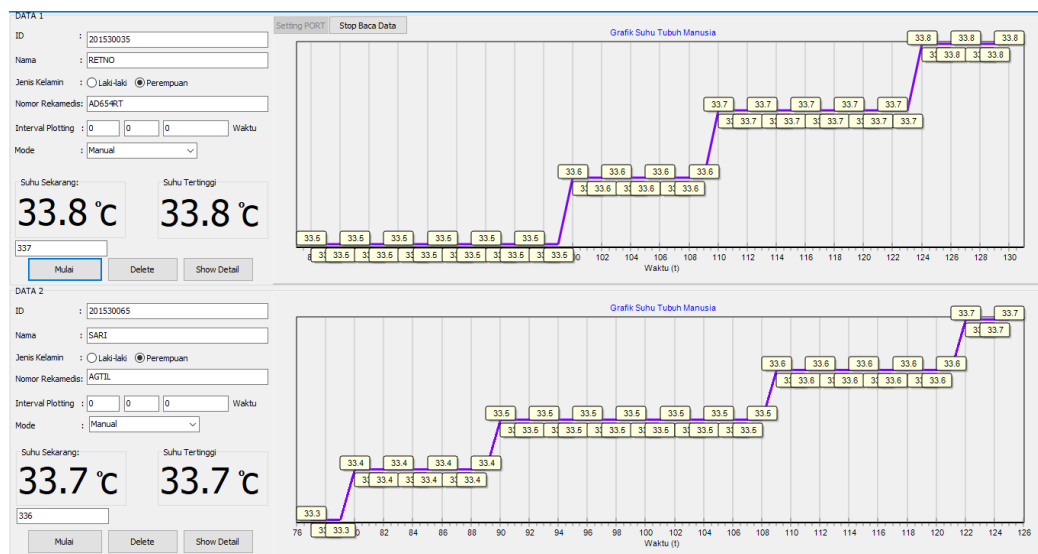 DATA 1
ID : 201530035
Nama : RETNO
Jenis Kelamin : Laki-laki Perempuan
Nomor Rekamedis: AD654RT
Interval Plotting : 0 0 0 Waktu
Mode : Manual
Suhu Sekarang: Suhu Tertinggi
33.8 °C 33.8 °C
337
Mulai Delete Show Detail
Setting PORT Stop Baca Data
Grafik Suhu Tubuh Manusia
33.8 33.8 33.8
33.8 33.8
33.7 33.7 33.7 33.7 33.7
33.7 33.7 33.7 33.7 33.7
33.6 33.6 33.6 33.6
33.6 33.6 33.6
33.5 33.5 33.5 33.5 33.5 33.5
33.5 33.5 33.5 33.5 33.5 33.5
102 104 106 108 110 112 114 116 118 120 122 124 126 128 130
Waktu (t)
DATA 2
ID : 201530065
Nama : SARI
Jenis Kelamin : Laki-laki Perempuan
Nomor Rekamedis: AGTIL
Interval Plotting : 0 0 0 Waktu
Mode : Manual
Suhu Sekarang: Suhu Tertinggi
33.7 °C 33.7 °C
336
Mulai Delete Show Detail
Grafik Suhu Tubuh Manusia
33.7 33.7
33.7
33.6 33.6 33.6 33.6 33.6
33.6 33.6 33.6 33.6
33.5 33.5 33.5 33.5 33.5 33.5 33.5
33.5 33.5 33.5 33.5 33.5 33.5
33.4 33.4 33.4 33.4
33.4 33.4 33.4
33.3
33.3
76 82 84 86 88 90 92 94 96 98 100 102 104 106 108 110 112 114 116 118 120 122 124 126
Waktu (t)